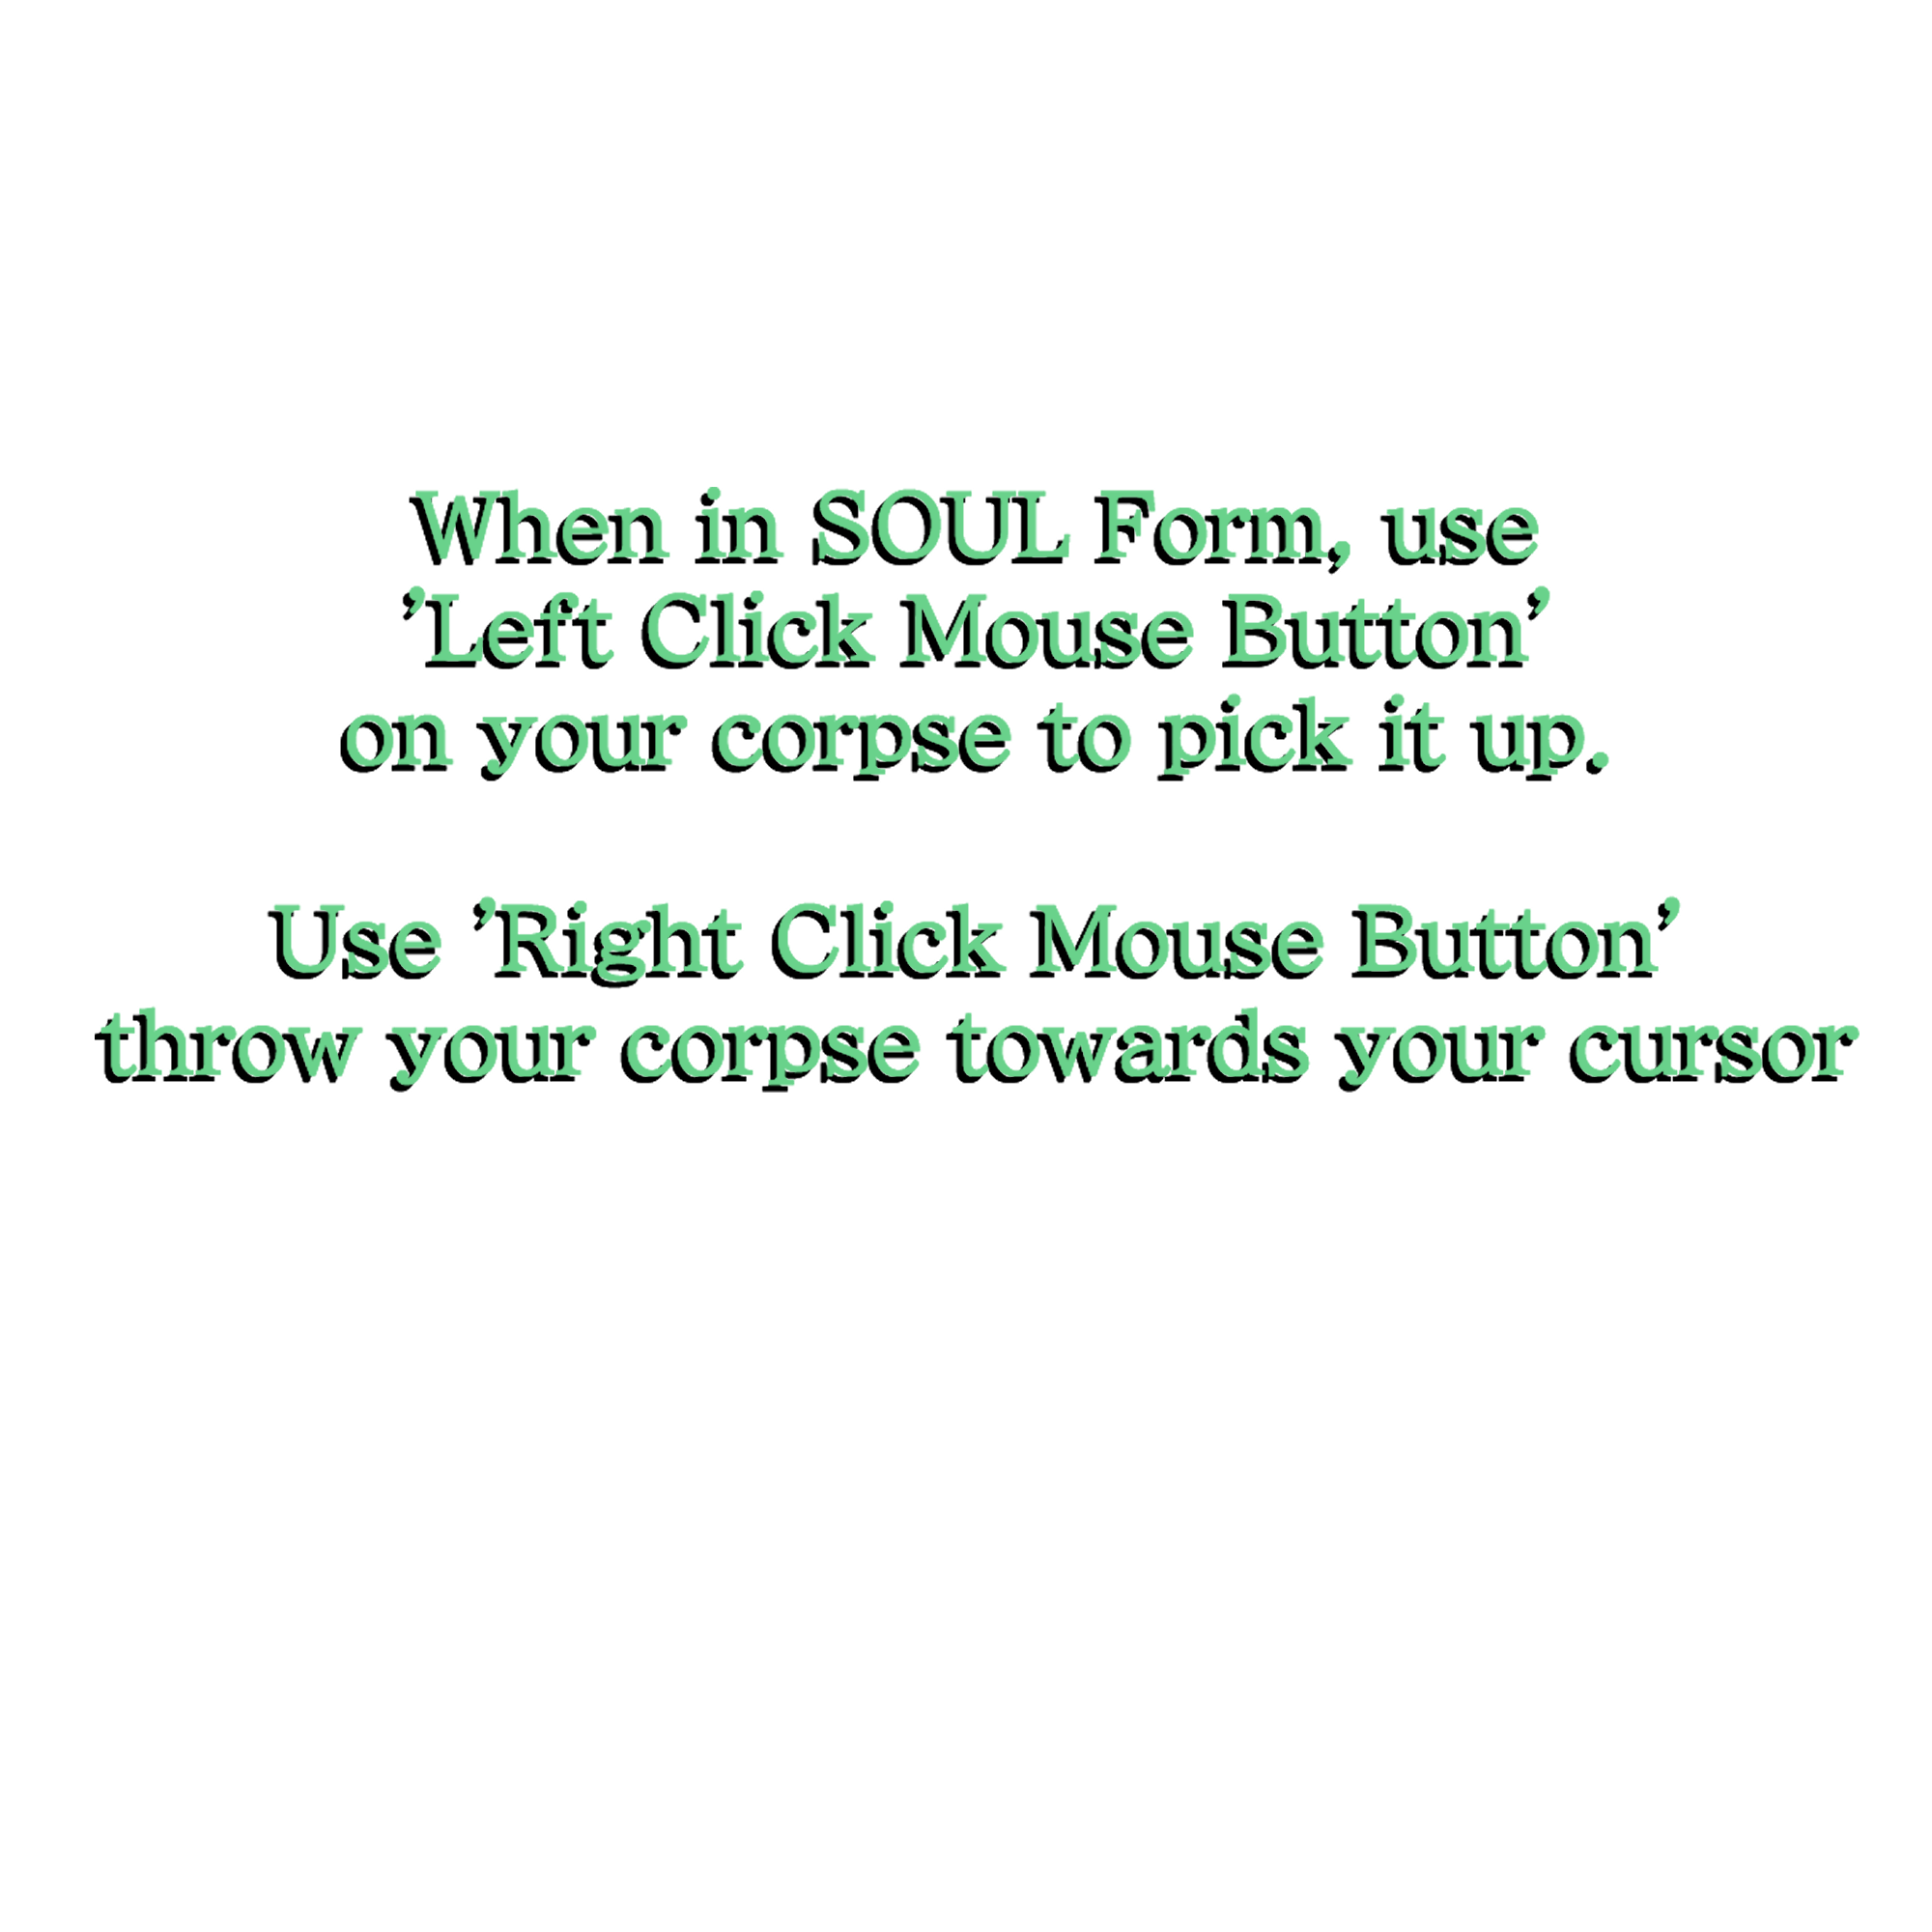 When in SOUL Form, use
’Left Click Mouse Button’
on your corpse to pick it up.
Use ’Right Click Mouse Button’
throw your corpse towards your cursor